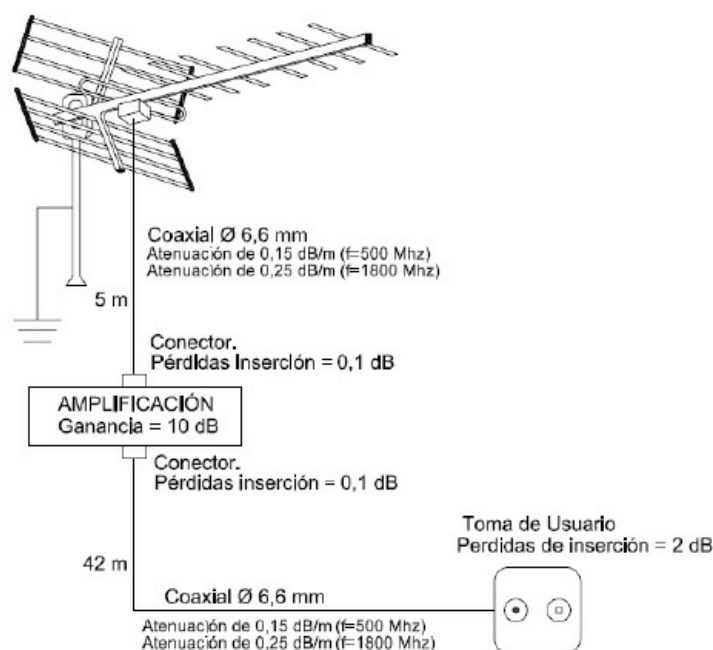 Coaxial Ø 6,6 mm
Atenuación de 0,15 dB/m (f=500 Mhz)
Atenuación de 0,25 dB/m (f=1800 Mhz)
5 m
Conector.
Pérdidas Inserción = 0,1 dB
AMPLIFICACIÓN
Ganancia = 10 dB
Conector.
Pérdidas inserción = 0,1 dB
Toma de Usuario
Perdidas de inserción = 2 dB
42 m
Coaxial Ø 6,6 mm
Atenuación de 0,15 dB/m (f=500 Mhz)
Atenuación de 0,25 dB/m (f=1800 Mhz)